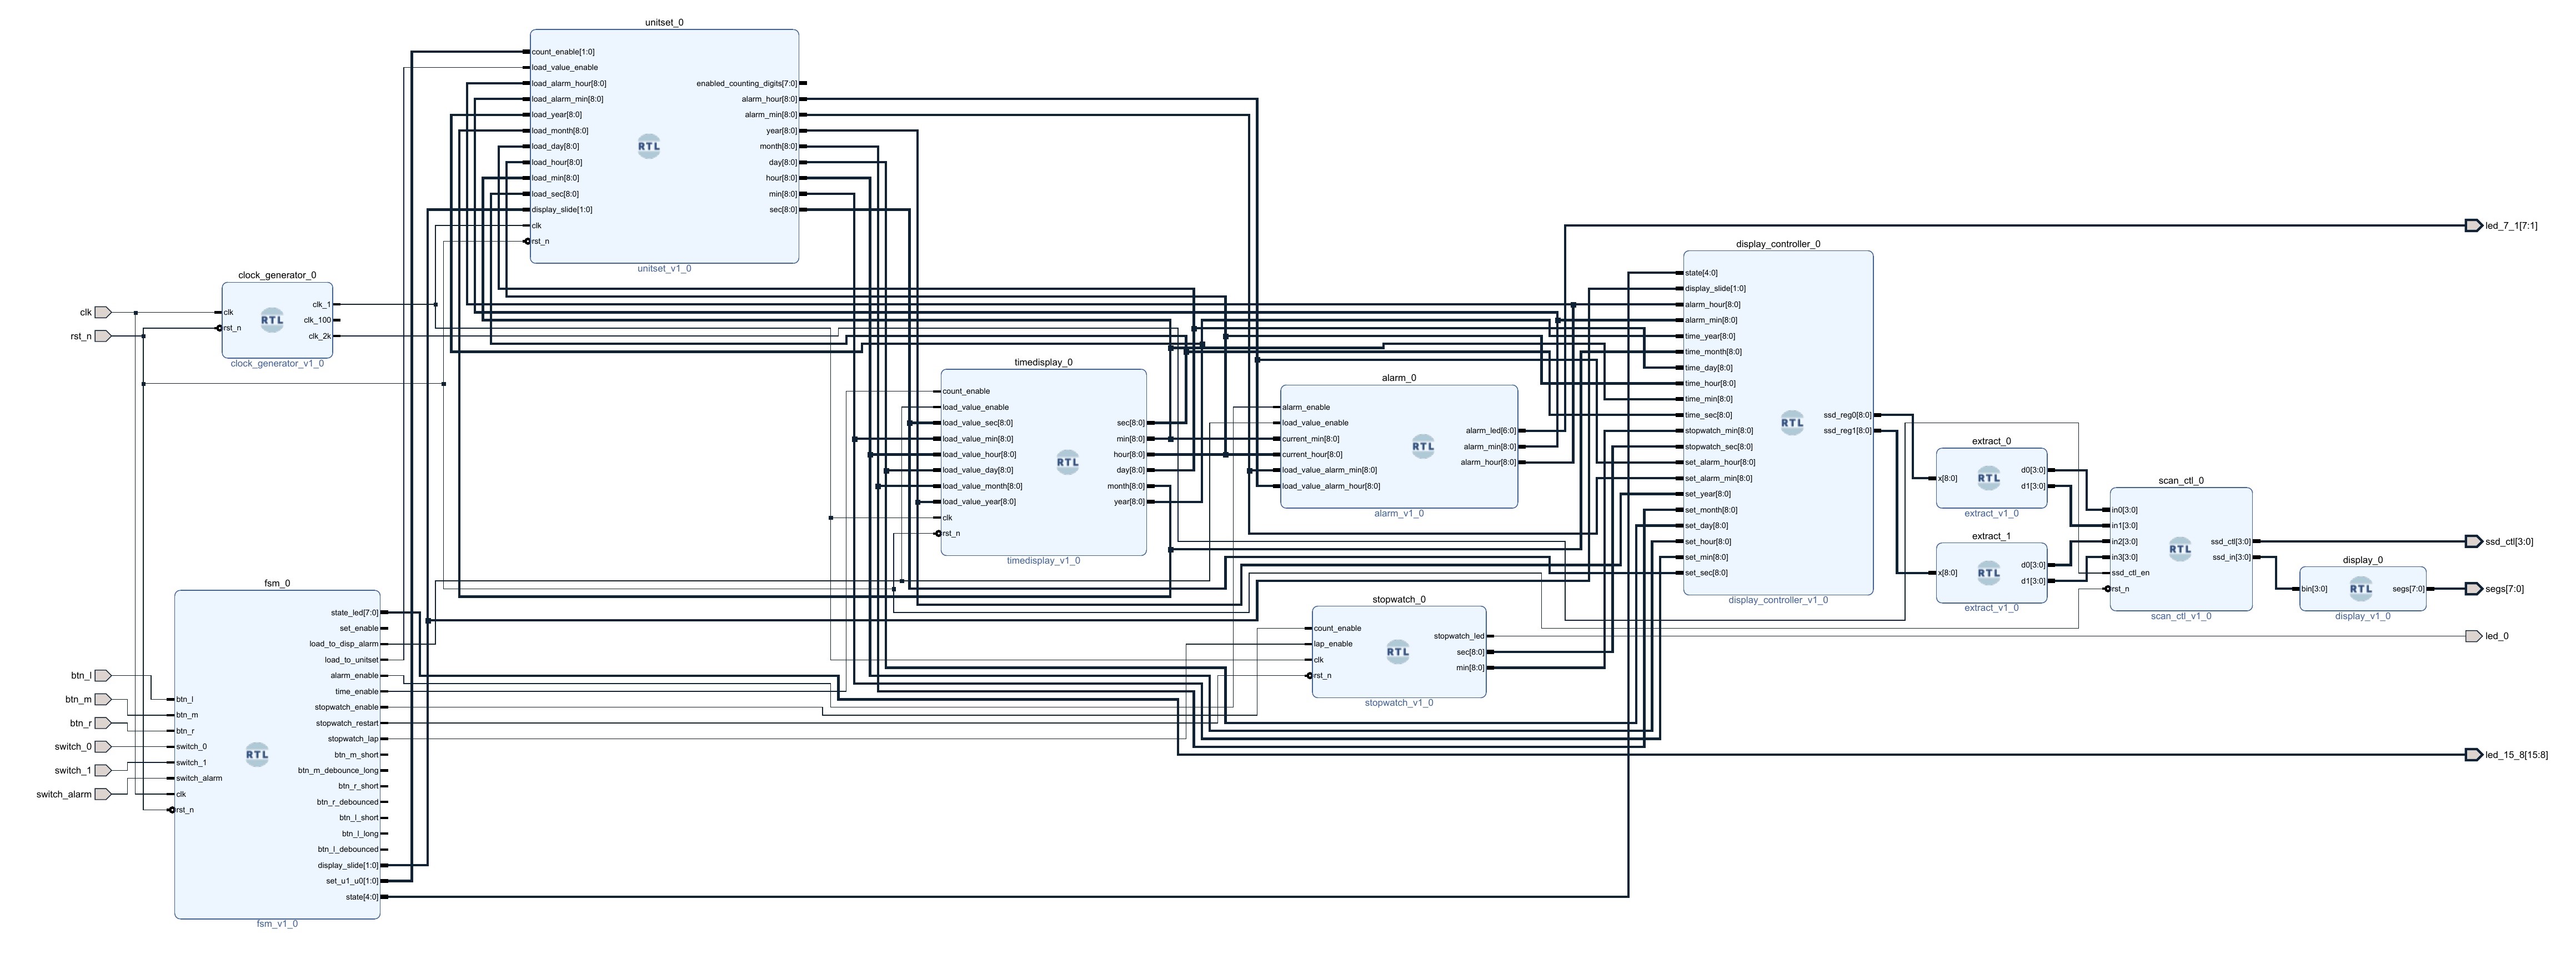 unitset_0
count_enable[1:0]
load_value_enable
load_alarm_hour[8:0]
load_alarm_min[8:0]
load_year[8:0]
load_month[8:0]
load_day[8:0]
load_hour[8:0]
load_min[8:0]
load_sec[8:0]
display_slide[1:0]
clk
rst_n
RTL
enabled_counting_digits[7:0]
alarm_hour[8:0]
alarm_min[8:0]
year[8:0]
month[8:0]
day[8:0]
hour[8:0]
min[8:0]
sec[8:0]
unitset_v1_0
clk
rst_n
clock_generator_0
clk
rst_n
RTL
clk_1
clk_100
clk_2k
clock_generator_v1_0
timedisplay_0
count_enable
load_value_enable
load_value_sec[8:0]
load_value_min[8:0]
load_value_hour[8:0]
load_value_day[8:0]
load_value_month[8:0]
load_value_year[8:0]
clk
rst_n
RTL
sec[8:0]
min[8:0]
hour[8:0]
day[8:0]
month[8:0]
year[8:0]
timedisplay_v1_0
alarm_0
alarm_enable
load_value_enable
current_min[8:0]
current_hour[8:0]
load_value_alarm_min[8:0]
load_value_alarm_hour[8:0]
RTL
alarm_led[6:0]
alarm_min[8:0]
alarm_hour[8:0]
alarm_v1_0
display_controller_0
state[4:0]
display_slide[1:0]
alarm_hour[8:0]
alarm_min[8:0]
time_year[8:0]
time_month[8:0]
time_day[8:0]
time_hour[8:0]
time_min[8:0]
time_sec[8:0]
stopwatch_min[8:0]
stopwatch_sec[8:0]
set_alarm_hour[8:0]
set_alarm_min[8:0]
set_year[8:0]
set_month[8:0]
set_day[8:0]
set_hour[8:0]
set_min[8:0]
set_sec[8:0]
RTL
ssd_reg0[8:0]
ssd_reg1[8:0]
display_controller_v1_0
extract_0
x[8:0]
RTL
d0[3:0]
d1[3:0]
extract_v1_0
extract_1
x[8:0]
RTL
d0[3:0]
d1[3:0]
extract_v1_0
scan_ctl_0
in0[3:0]
in1[3:0]
in2[3:0]
in3[3:0]
ssd_ctl_en
rst_n
RTL
ssd_ctl[3:0]
ssd_in[3:0]
scan_ctl_v1_0
display_0
bin[3:0]
RTL
segs[7:0]
display_v1_0
led_7_1[7:1]
ssd_ctl[3:0]
segs[7:0]
led_0
led_15_8[15:8]
btn_l
btn_m
btn_r
switch_0
switch_1
switch_alarm
fsm_0
btn_l
btn_m
btn_r
switch_0
switch_1
switch_alarm
clk
rst_n
RTL
state_led[7:0]
set_enable
load_to_disp_alarm
load_to_unitset
alarm_enable
time_enable
stopwatch_enable
stopwatch_restart
stopwatch_lap
btn_m_short
btn_m_debounce_long
btn_r_short
btn_r_debounced
btn_l_short
btn_l_long
btn_l_debounced
display_slide[1:0]
set_u1_u0[1:0]
state[4:0]
fsm_v1_0
stopwatch_0
count_enable
lap_enable
clk
rst_n
RTL
stopwatch_led
sec[8:0]
min[8:0]
stopwatch_v1_0